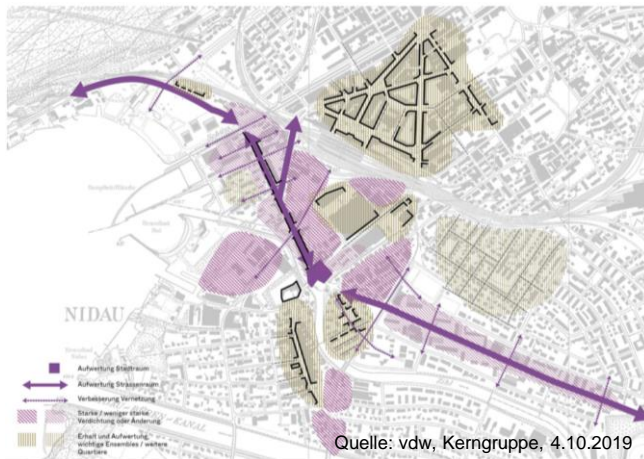 NIDAU
Aufwertung Stadtraum
Aufwertung Strassenraum
Verbesserung Vernetzung
Starke / weniger starke
Verdichtung oder Änderung
Erhalt und Aufwertung,
wichtige Ensembles / weitere
Quartiere
KANAL
Quelle: vdw, Kerngruppe, 4.10.2019